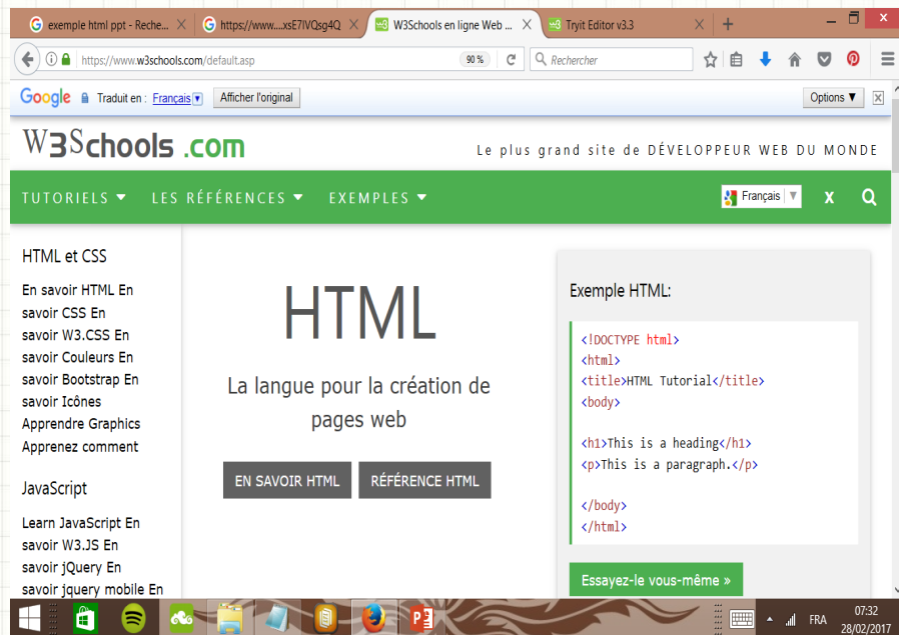 exemple html ppt - Reche...
https://www....xsE7IVQsg4Q
W3Schools en ligne Web ...
Tryit Editor v3.3
https://www.w3schools.com/default.asp
90 %
Rechercher
Google Traduit en : Français Afficher l'original Options ▼
W3Schools .com
Le plus grand site de DÉVELOPPEUR WEB DU MONDE
TUTORIELS LES RÉFÉRENCES EXEMPLES Français X
HTML et CSS
En savoir HTML En
savoir CSS En
savoir W3.CSS En
savoir Couleurs En
savoir Bootstrap En
savoir Icônes
Apprendre Graphics
Apprenez comment
JavaScript
Learn JavaScript En
savoir W3.JS En
savoir jQuery En
savoir jquery mobile En
HTML
La langue pour la création de
pages web
EN SAVOIR HTML RÉFÉRENCE HTML
Exemple HTML:
<!DOCTYPE html>
<html>
<title>HTML Tutorial</title>
<body>
<h1>This is a heading</h1>
<p>This is a paragraph.</p>
</body>
</html>
Essayez-le vous-même »
FRA
07:32
28/02/2017